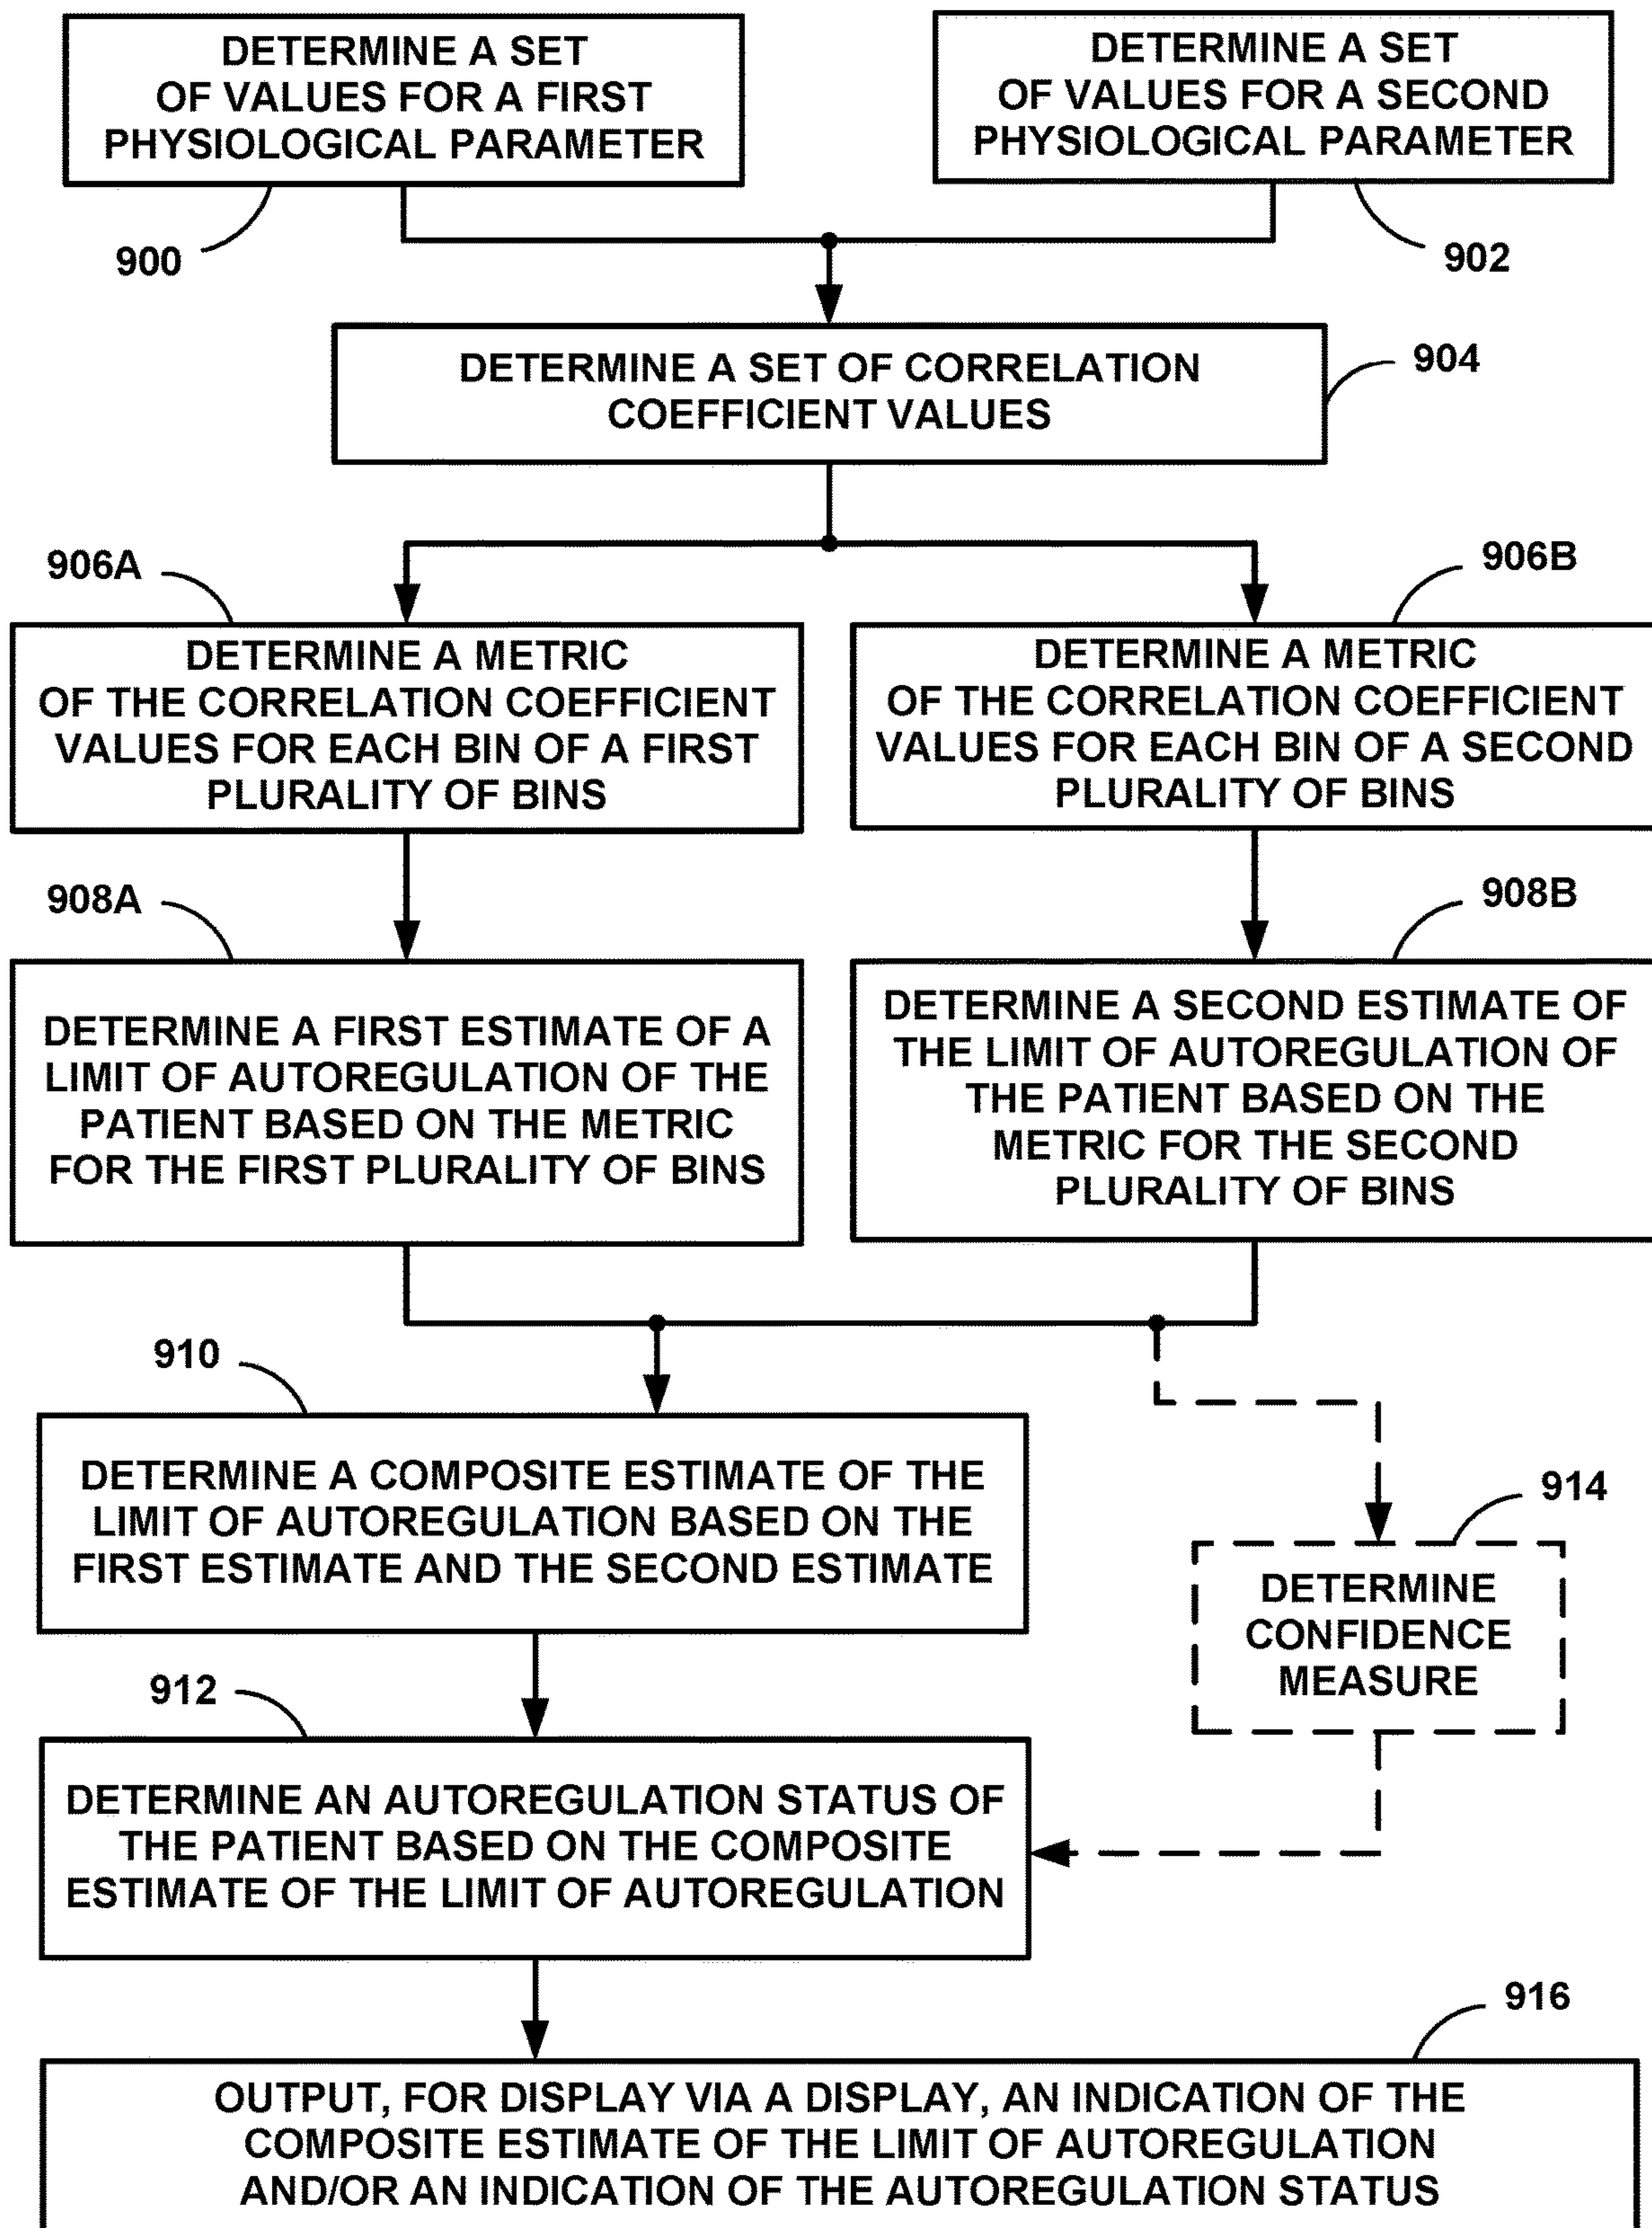 DETERMINE A SET
OF VALUES FOR A FIRST
PHYSIOLOGICAL PARAMETER
900
DETERMINE A SET
OF VALUES FOR A SECOND
PHYSIOLOGICAL PARAMETER
902
DETERMINE A SET OF CORRELATION
COEFFICIENT VALUES
904
906A
DETERMINE A METRIC
OF THE CORRELATION COEFFICIENT
VALUES FOR EACH BIN OF A FIRST
PLURALITY OF BINS
906B
DETERMINE A METRIC
OF THE CORRELATION COEFFICIENT
VALUES FOR EACH BIN OF A SECOND
PLURALITY OF BINS
908A
DETERMINE A FIRST ESTIMATE OF A
LIMIT OF AUTOREGULATION OF THE
PATIENT BASED ON THE METRIC
FOR THE FIRST PLURALITY OF BINS
908B
DETERMINE A SECOND ESTIMATE OF
THE LIMIT OF AUTOREGULATION OF
THE PATIENT BASED ON THE
METRIC FOR THE SECOND
PLURALITY OF BINS
910
DETERMINE A COMPOSITE ESTIMATE OF THE
LIMIT OF AUTOREGULATION BASED ON THE
FIRST ESTIMATE AND THE SECOND ESTIMATE
914
DETERMINE
CONFIDENCE
MEASURE
912
DETERMINE AN AUTOREGULATION STATUS OF
THE PATIENT BASED ON THE COMPOSITE
ESTIMATE OF THE LIMIT OF AUTOREGULATION
916
OUTPUT, FOR DISPLAY VIA A DISPLAY, AN INDICATION OF THE
COMPOSITE ESTIMATE OF THE LIMIT OF AUTOREGULATION
AND/OR AN INDICATION OF THE AUTOREGULATION STATUS